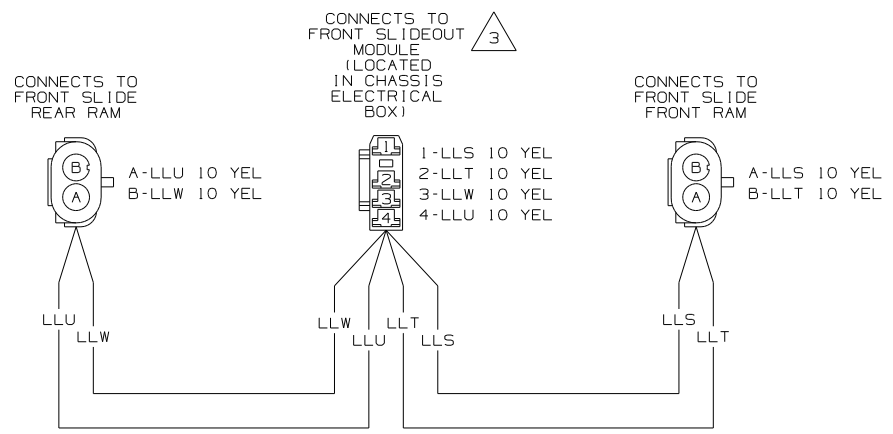 CONNECTS TO
FRONT SLIDEOUT
MODULE
(LOCATED
IN CHASSIS
ELECTRICAL
BOX)
3
CONNECTS TO
FRONT SLIDE
REAR RAM
B
A
A-LLU 10 YEL
B-LLW 10 YEL
1
2
3
4
1-LLS 10 YEL
2-LLT 10 YEL
3-LLW 10 YEL
4-LLU 10 YEL
CONNECTS TO
FRONT SLIDE
FRONT RAM
B
A
A-LLS 10 YEL
B-LLT 10 YEL
LLU
LLW
LLW
LLU
LLT
LLS
LLS
LLT